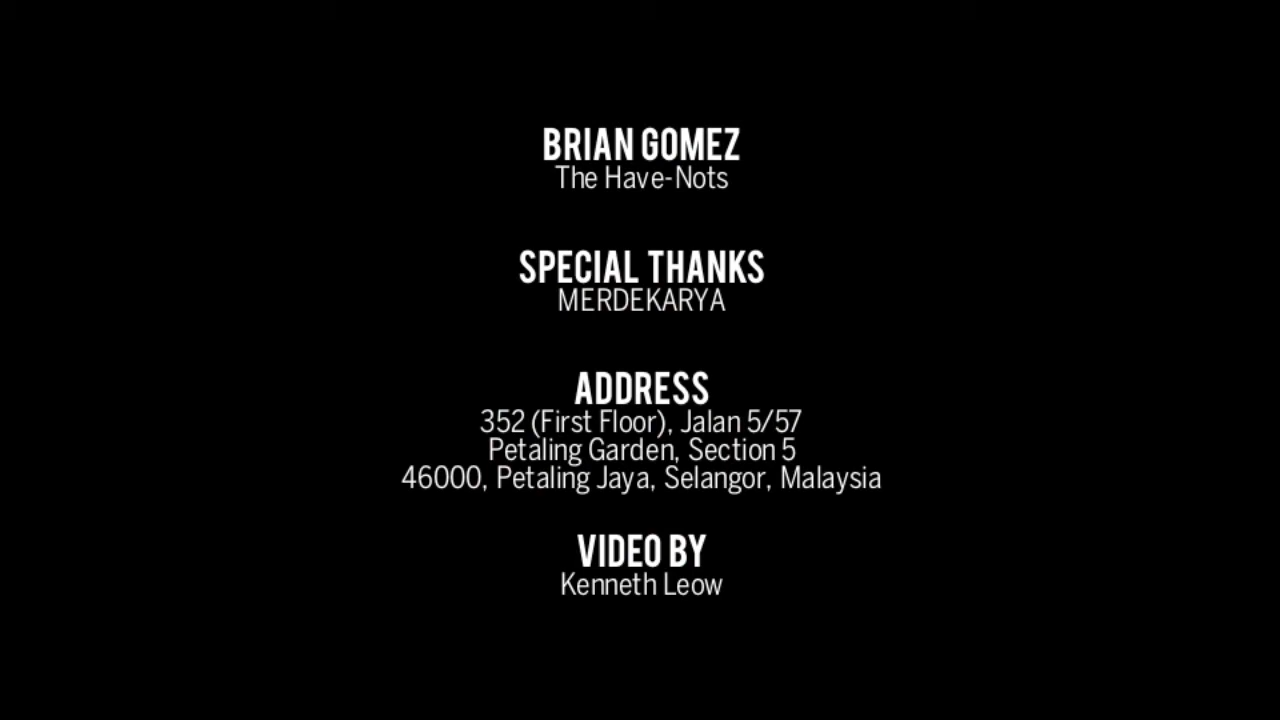 BRIAN GOMEZ
The Have-Nots
SPECIAL THANKS
MERDEKARYA
ADDRESS
352 (First Floor), Jalan 5/57
Petaling Garden, Section 5
46000, Petaling Jaya, Selangor, Malaysia
VIDEO BY
Kenneth Leow